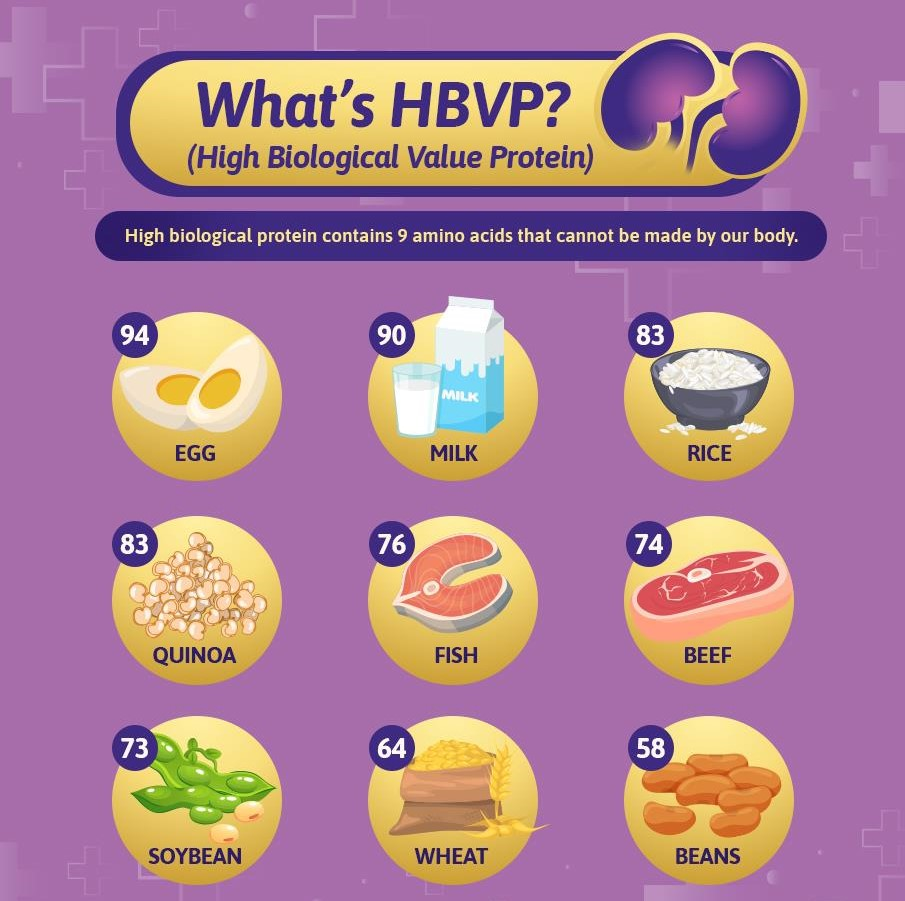 What's HBVP?
(High Biological Value Protein)
High biological protein contains 9 amino acids that cannot be made by our body.
94
EGG
90
MILK
MILK
83
RICE
83
QUINOA
76
FISH
74
BEEF
73
SOYBEAN
64
WHEAT
58
BEANS